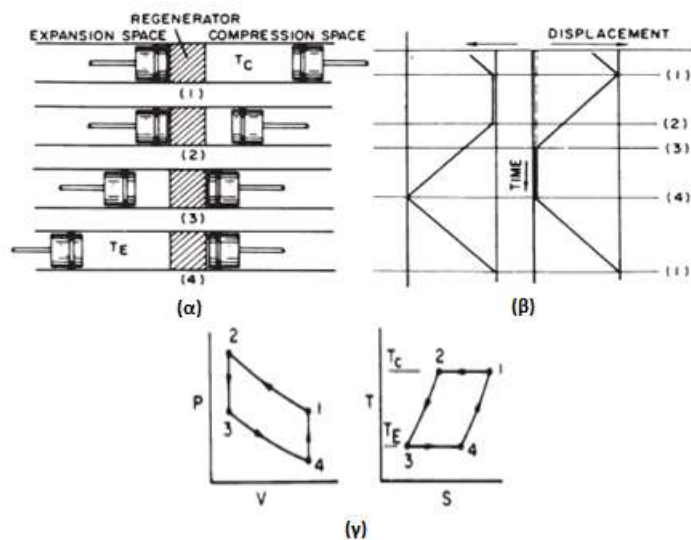 REGENERATOR
EXPANSION SPACE COMPRESSION SPACE
T_C
(1)
(2)
(3)
T_E
(4)
(α)
DISPLACEMENT
(1)
(2)
(3)
TIME
(4)
(1)
(β)
2
P
1
3
4
V
T_C
2
1
T
T_E
3
4
S
(γ)